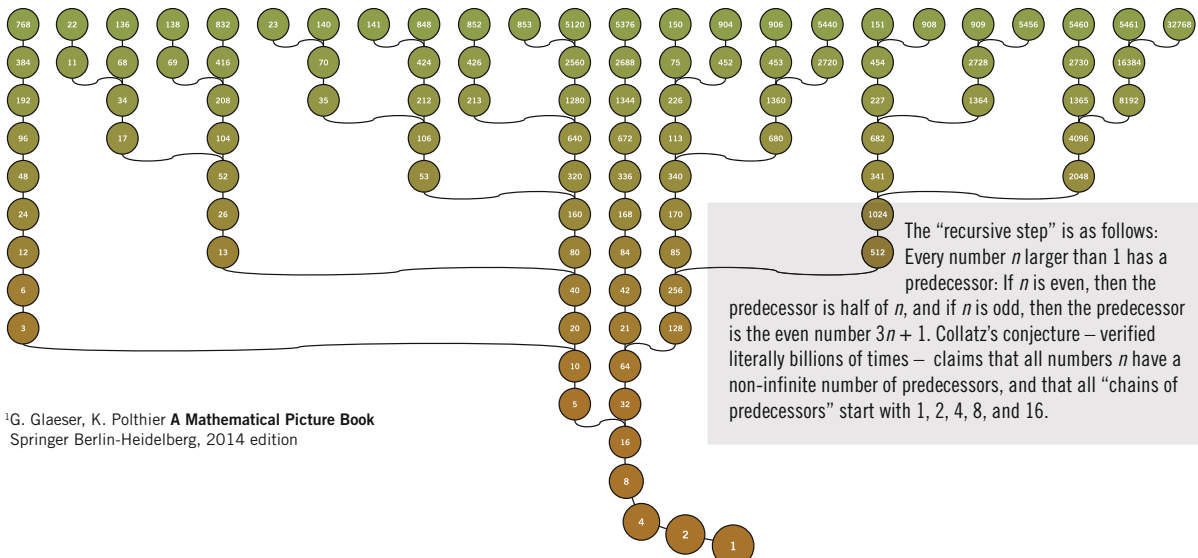 768 22 136 138 832 23 140 141 848 852 853 5120 5376 150 904 906 5440 151 908 909 5456 5460 5461 32768
384 11 68 69 416 70 424 426 2560 2688 75 452 453 2720 454 2728 2730 16384
192 34 208 35 212 213 1280 1344 226 1360 227 1364 1365 8192
96 17 104 106 640 672 113 680 682 4096
48 52 53 320 336 340 341 2048
24 26 160 168 170 1024
12 13 80 84 85 512
6 40 42 256
3 20 21 128
10 64
5 32
16
8
4 2 1
The “recursive step” is as follows:
Every number n larger than 1 has a
predecessor: If n is even, then the
predecessor is half of n, and if n is odd, then the predecessor
is the even number 3n + 1. Collatz’s conjecture – verified
literally billions of times – claims that all numbers n have a
non-infinite number of predecessors, and that all “chains of
predecessors” start with 1, 2, 4, 8, and 16.
¹G. Glaeser, K. Polthier A Mathematical Picture Book
Springer Berlin-Heidelberg, 2014 edition